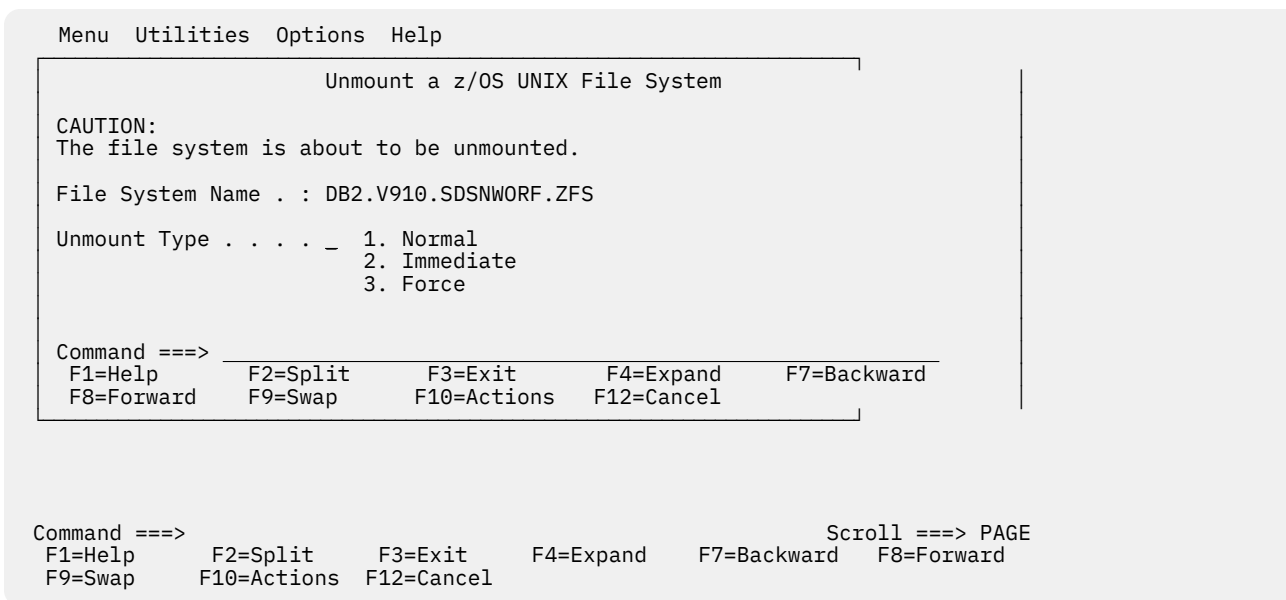 Menu Utilities Options Help
Unmount a z/OS UNIX File System
CAUTION:
The file system is about to be unmounted.
File System Name . : DB2.V910.SDSNWORF.ZFS
Unmount Type . . . . _ 1. Normal
2. Immediate
3. Force
Command ===> ________________________________________________________
F1=Help F2=Split F3=Exit F4=Expand F7=Backward
F8=Forward F9=Swap F10=Actions F12=Cancel
Command ===> Scroll ===> PAGE
F1=Help F2=Split F3=Exit F4=Expand F7=Backward F8=Forward
F9=Swap F10=Actions F12=Cancel